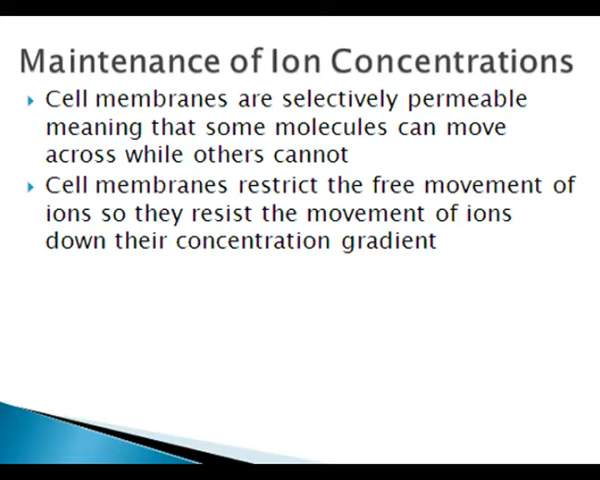 Maintenance of Ion Concentrations
Cell membranes are selectively permeable
meaning that some molecules can move
across while others cannot
Cell membranes restrict the free movement of
ions so they resist the movement of ions
down their concentration gradient